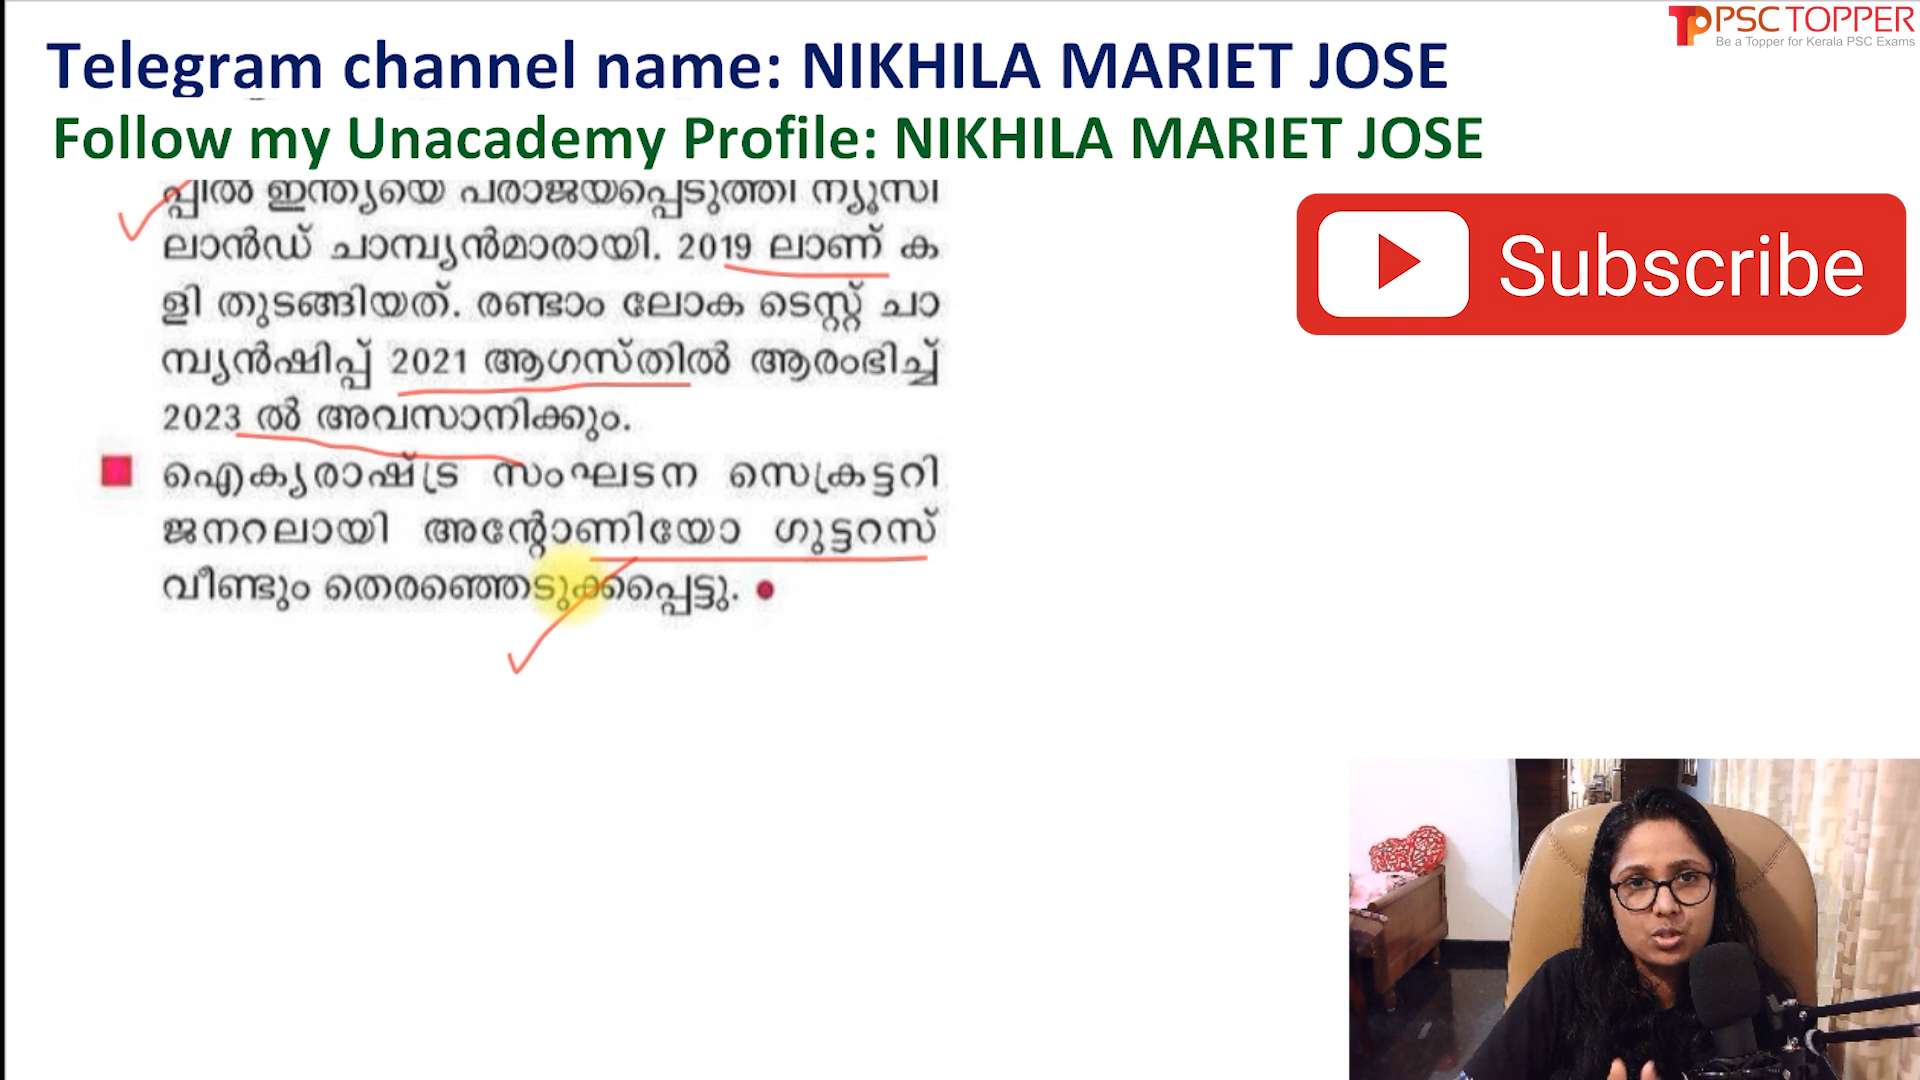 PSC TOPPER
Be a Topper for Kerala PSC Exams
Telegram channel name: NIKHILA MARIET JOSE
Follow my Unacademy Profile: NIKHILA MARIET JOSE
Subscribe
പ്പിൽ ഇന്ത്യയെ പരാജയപ്പെടുത്തി ന്യൂസി
ലാൻഡ് ചാമ്പ്യൻമാരായി. 2019 ലാണ് ക
ളി തുടങ്ങിയത്. രണ്ടാം ലോക ടെസ്റ്റ് ചാ
മ്പ്യൻഷിപ്പ് 2021 ആഗസ്തിൽ ആരംഭിച്ച്
2023 ൽ അവസാനിക്കും.
ഐക്യരാഷ്ട്ര സംഘടന സെക്രട്ടറി
ജനറലായി അന്റോണിയോ ഗുട്ടറസ്
വീണ്ടും തെരഞ്ഞെടുക്കപ്പെട്ടു.